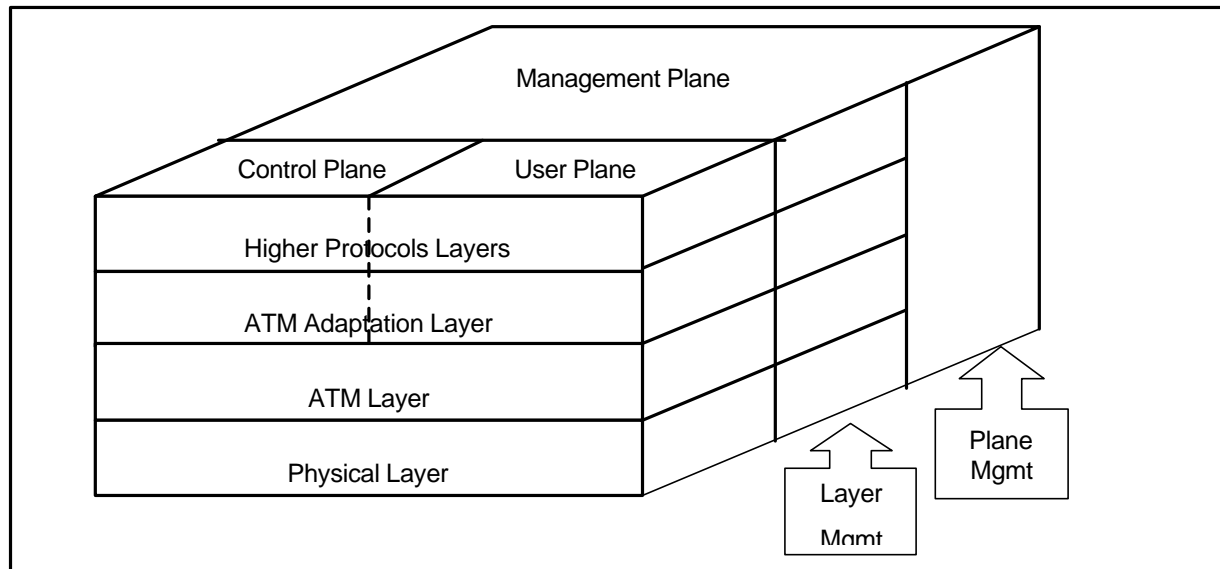 Management Plane
Control Plane
User Plane
Higher Protocols Layers
ATM Adaptation Layer
ATM Layer
Physical Layer
Plane
Mgmt
Layer
Mgmt